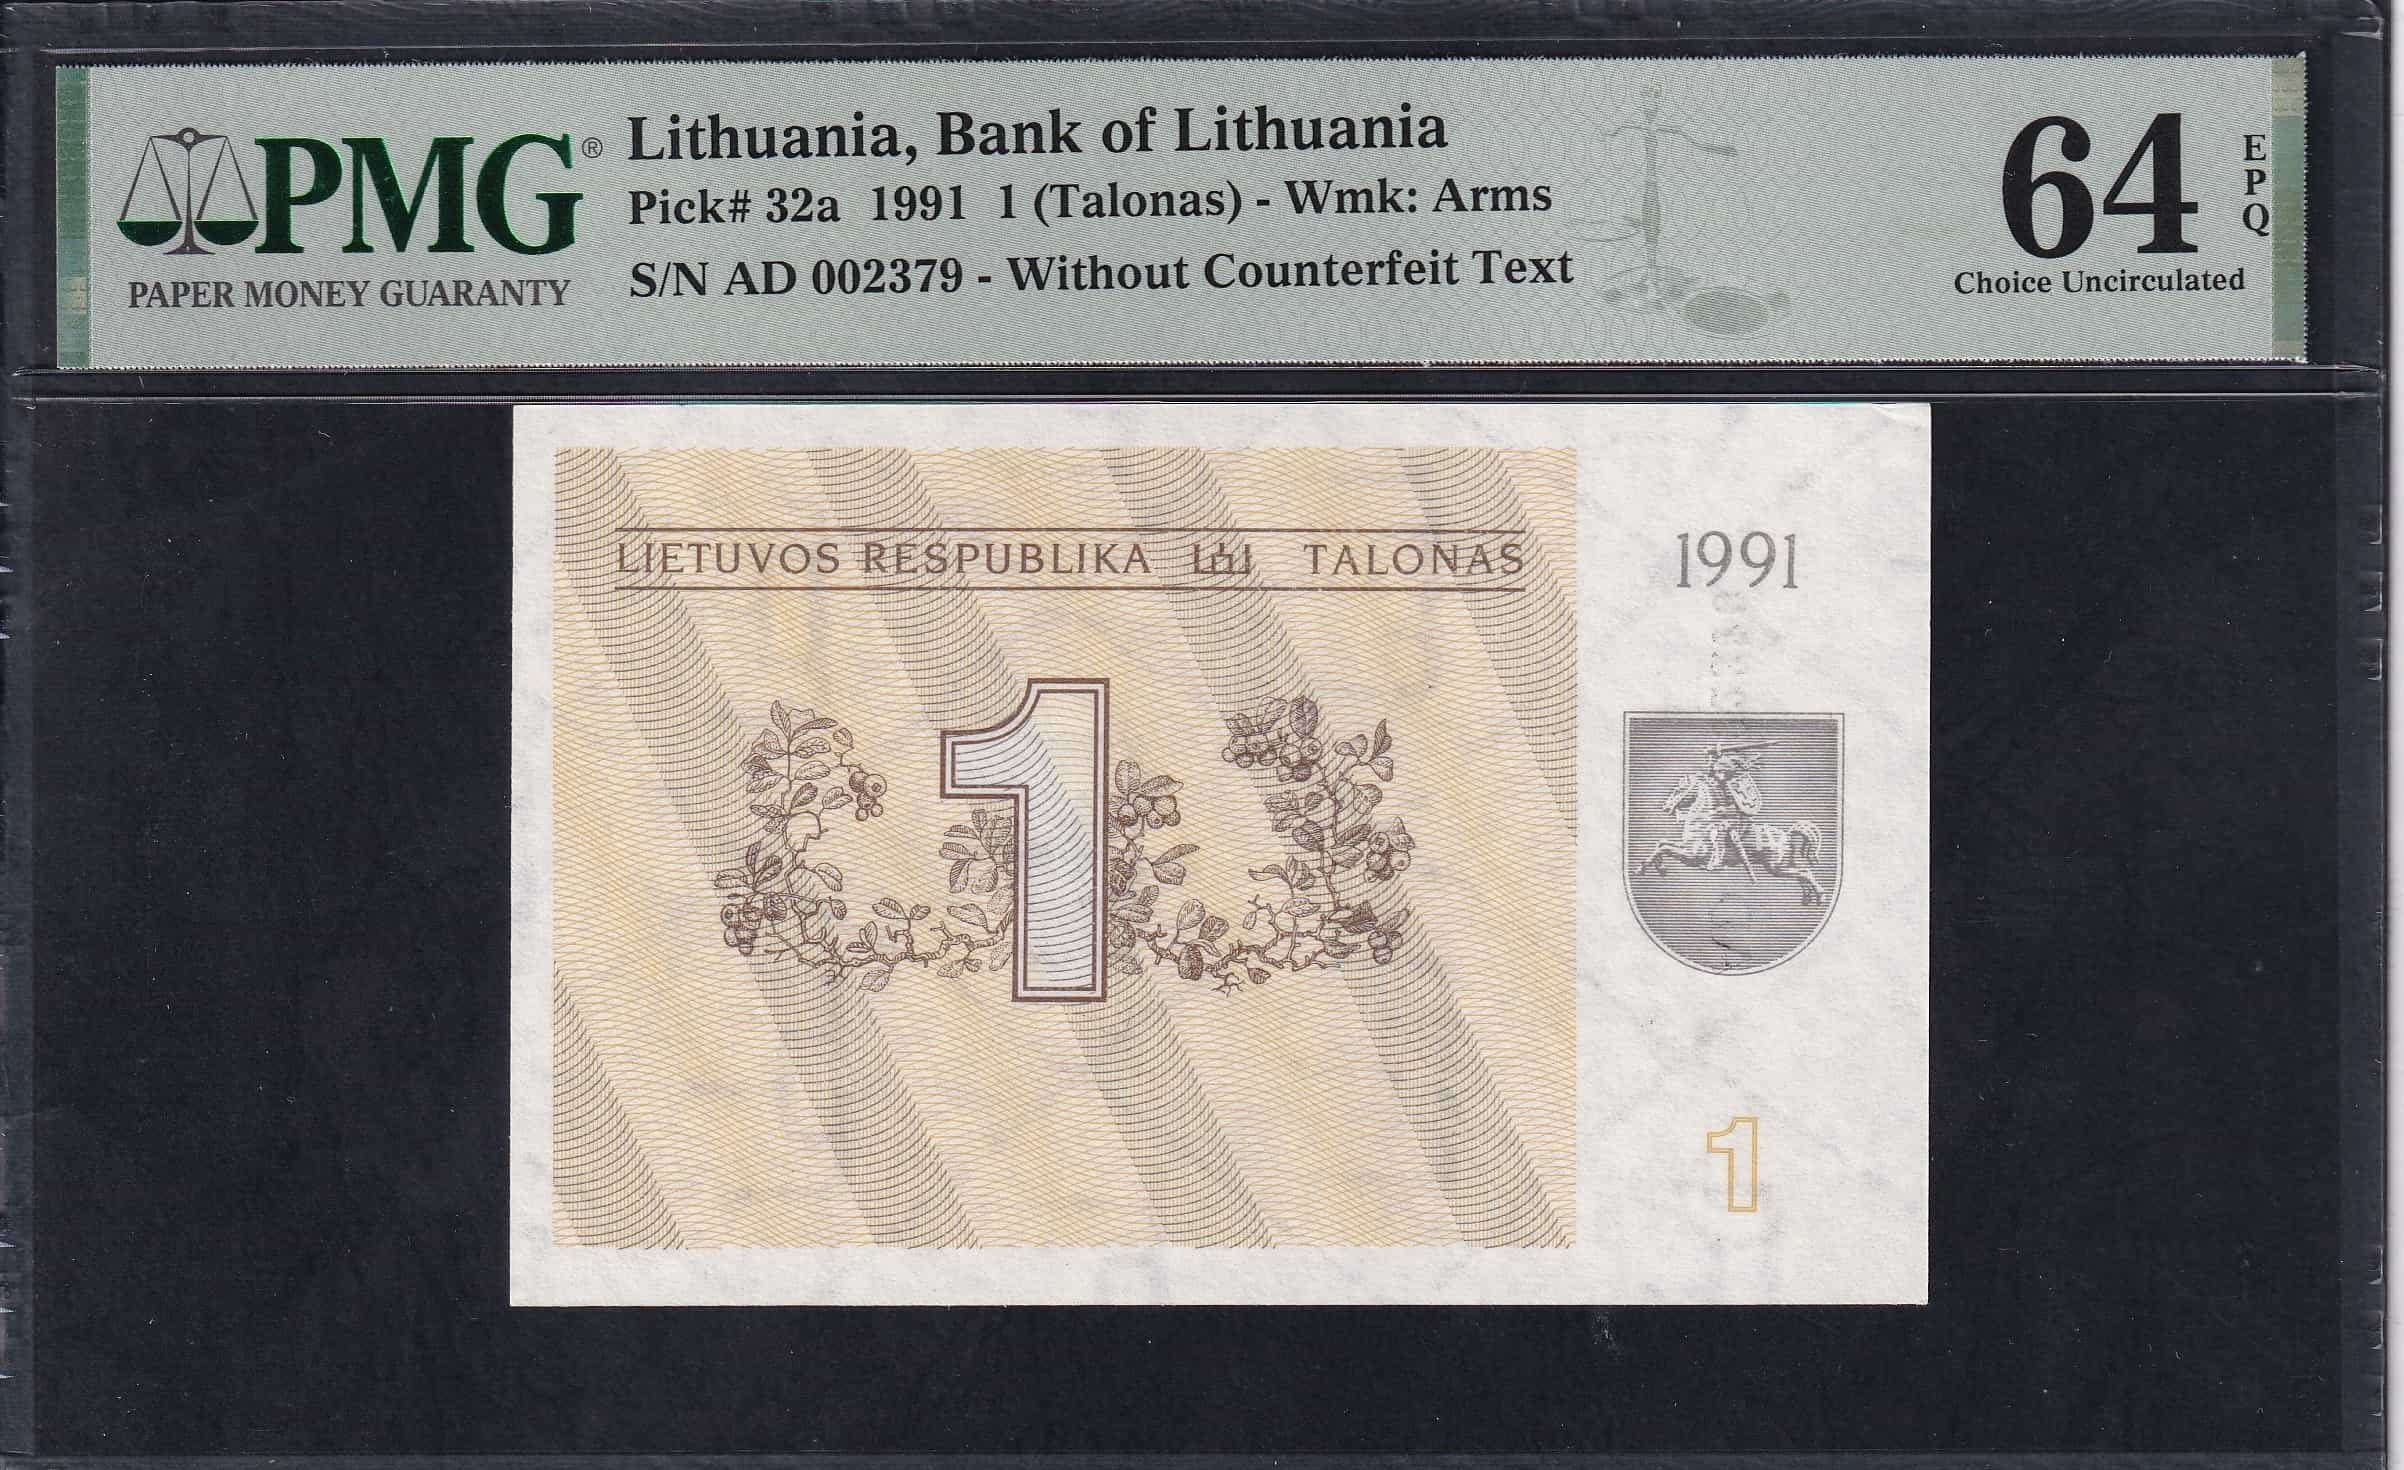 PMG®
PAPER MONEY GUARANTY
Lithuania, Bank of Lithuania
Pick# 32a 1991 1 (Talonas) - Wmk: Arms
S/N AD 002379 - Without Counterfeit Text
64
EPQ
Choice Uncirculated
LIETUVOS RESPUBLIKA TALONAS
1991
1
1